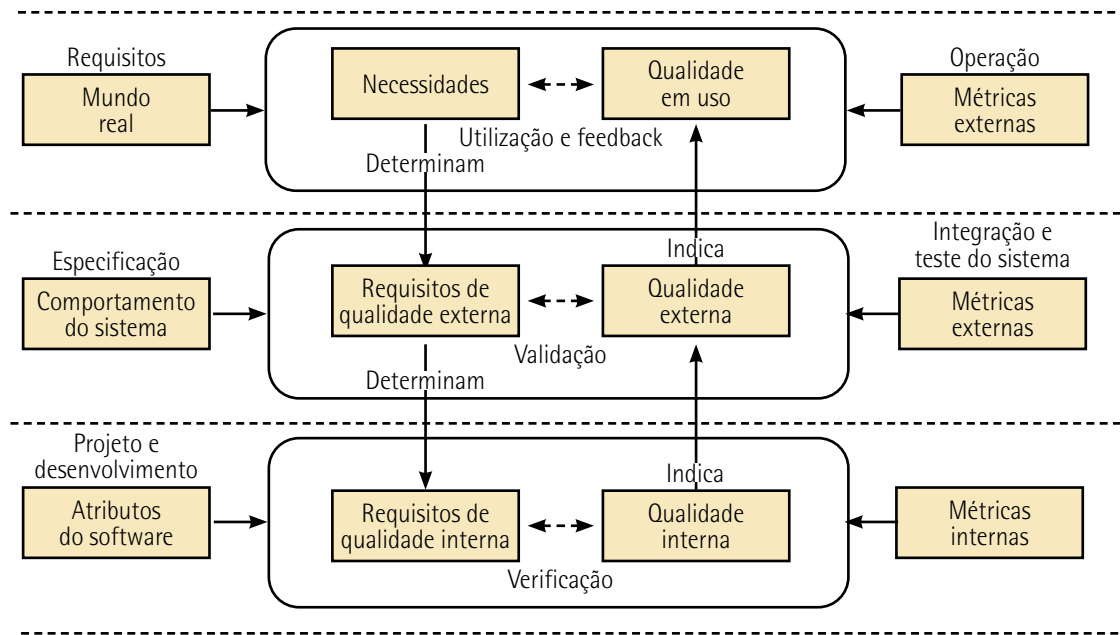 Requisitos
Mundo
real
Necessidades
Qualidade
em uso
Utilização e feedback
Determinam
Operação
Métricas
externas
Especificação
Comportamento
do sistema
Requisitos de
qualidade externa
Indica
Qualidade
externa
Validação
Determinam
Integração e
teste do sistema
Métricas
externas
Projeto e
desenvolvimento
Atributos
do software
Requisitos de
qualidade interna
Indica
Qualidade
interna
Verificação
Métricas
internas